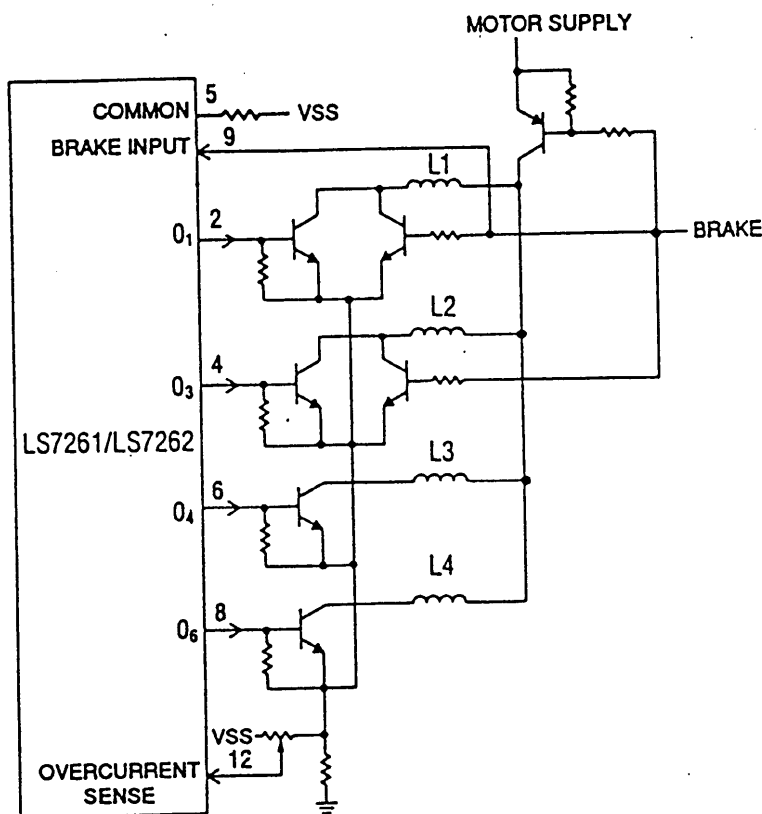 MOTOR SUPPLY
COMMON
5
VSS
BRAKE INPUT
9
L1
O1
2
BRAKE
L2
O3
4
LS7261/LS7262
L3
O4
6
L4
O6
8
VSS
12
OVERCURRENT
SENSE